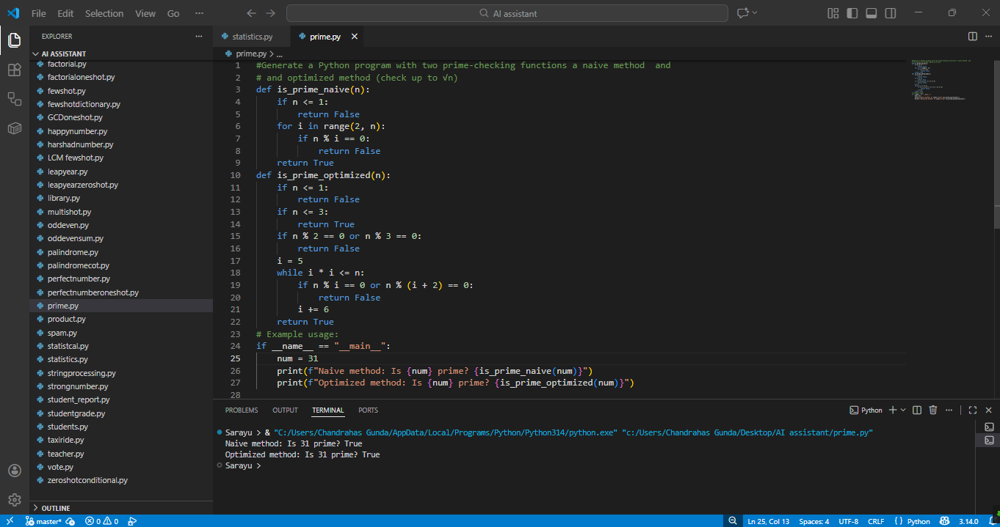 File Edit Selection View Go ···
AI assistant
EXPLORER ···
AI ASSISTANT
factorial.py
factorialoneshot.py
fewshot.py
fewshotdictionary.py
GCDoneshot.py
happynumber.py
harshadnumber.py
LCM fewshot.py
leapyear.py
leapyearzeroshot.py
library.py
multishot.py
oddeven.py
oddevensum.py
palindrome.py
palindromecot.py
perfectnumber.py
perfectnumberoneshot.py
prime.py
product.py
spam.py
statistcal.py
statistics.py
stringprocessing.py
strongnumber.py
student_report.py
studentgrade.py
students.py
taxiride.py
teacher.py
vote.py
zeroshotconditional.py
OUTLINE
statistics.py prime.py
prime.py > ...
1 #Generate a Python program with two prime-checking functions a naive method  and
2 # and optimized method (check up to √n)
3 def is_prime_naive(n):
4     if n <= 1:
5         return False
6     for i in range(2, n):
7         if n % i == 0:
8             return False
9     return True
10 def is_prime_optimized(n):
11     if n <= 1:
12         return False
13     if n <= 3:
14         return True
15     if n % 2 == 0 or n % 3 == 0:
16         return False
17     i = 5
18     while i * i <= n:
19         if n % i == 0 or n % (i + 2) == 0:
20             return False
21         i += 6
22     return True
23 # Example usage:
24 if __name__ == "__main__":
25     num = 31
26     print(f"Naive method: Is {num} prime? {is_prime_naive(num)}")
27     print(f"Optimized method: Is {num} prime? {is_prime_optimized(num)}")
28
PROBLEMS OUTPUT TERMINAL PORTS
Python
Sarayu > & "C:/Users/Chandrahas Gunda/AppData/Local/Programs/Python/Python314/python.exe" "c:/Users/Chandrahas Gunda/Desktop/AI assistant/prime.py"
Naive method: Is 31 prime? True
Optimized method: Is 31 prime? True
Sarayu >
master* 0 0
Ln 25, Col 13 Spaces: 4 UTF-8 CRLF { } Python 3.14.0